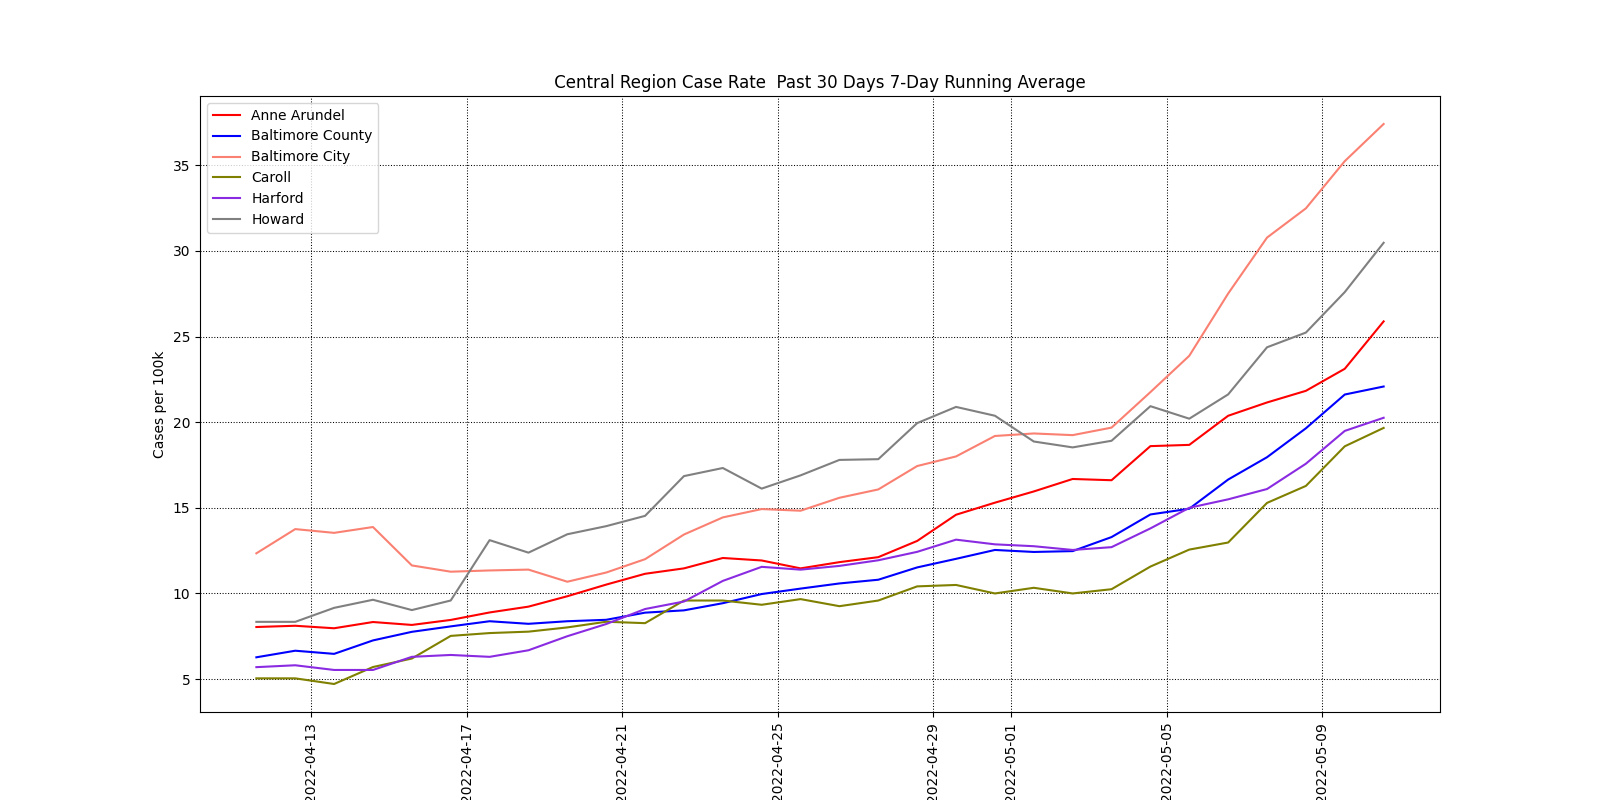 Central Region Case Rate  Past 30 Days 7-Day Running Average
Anne Arundel
Baltimore County
Baltimore City
Caroll
Harford
Howard
Cases per 100k
35
30
25
20
15
10
5
2022-04-13
2022-04-17
2022-04-21
2022-04-25
2022-04-29
2022-05-01
2022-05-05
2022-05-09